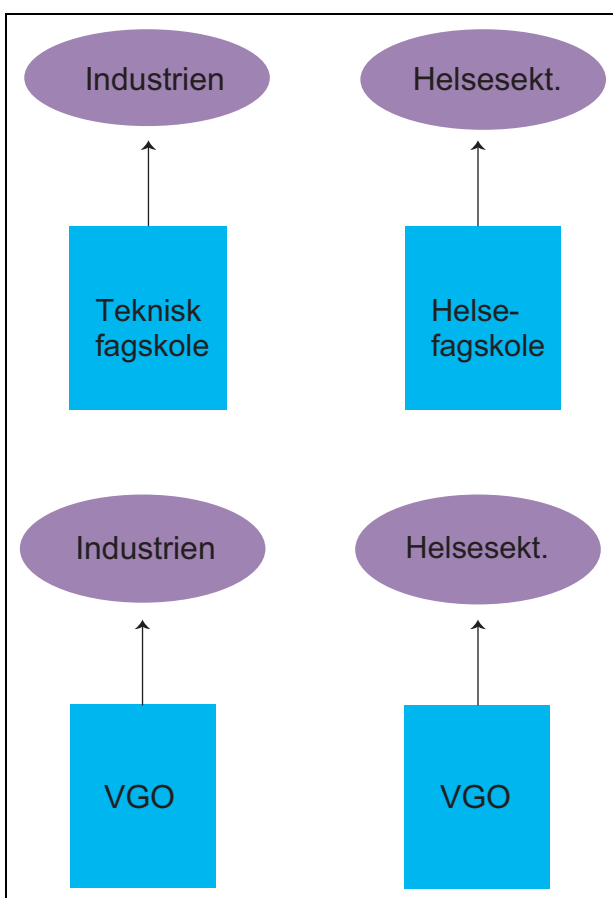 Industrien
Helsesekt.
Teknisk
fagskole
Helse-
fagskole
Industrien
Helsesekt.
VGO
VGO